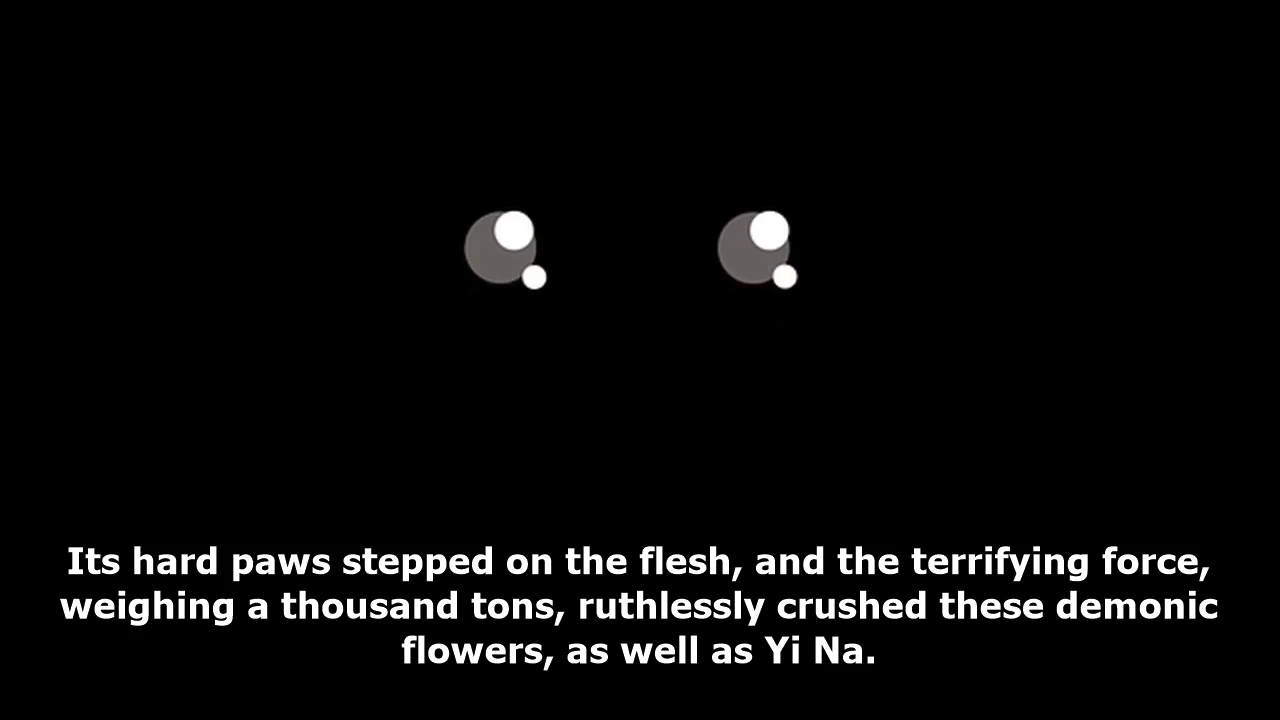 Its hard paws stepped on the flesh, and the terrifying force,
weighing a thousand tons, ruthlessly crushed these demonic
flowers, as well as Yi Na.